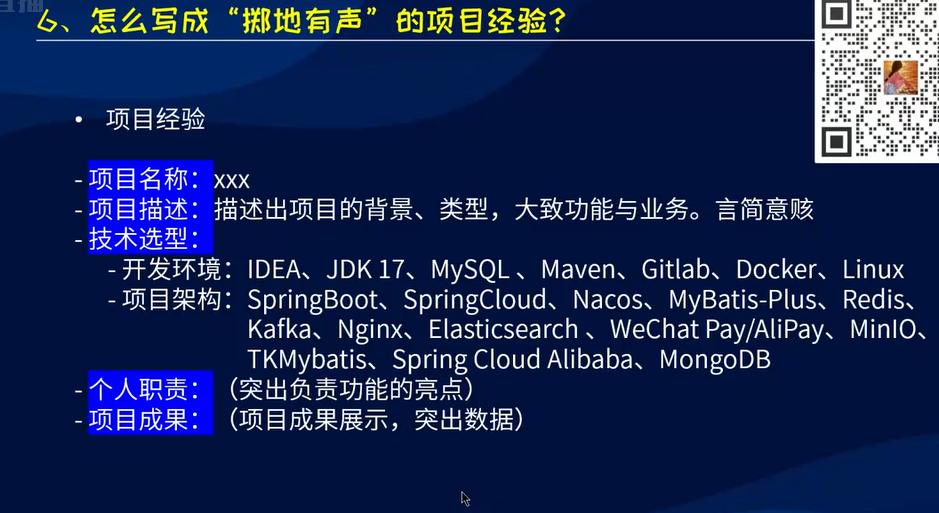 6、怎么写成“掷地有声”的项目经验？
• 项目经验
- 项目名称：xxx
- 项目描述：描述出项目的背景、类型，大致功能与业务。言简意赅
- 技术选型：
- 开发环境：IDEA、JDK 17、MySQL 、Maven、Gitlab、Docker、Linux
- 项目架构：SpringBoot、SpringCloud、Nacos、MyBatis-Plus、Redis、
Kafka、Nginx、Elasticsearch 、WeChat Pay/AliPay、MinIO、
TKMybatis、Spring Cloud Alibaba、MongoDB
- 个人职责：（突出负责功能的亮点）
- 项目成果：（项目成果展示，突出数据）